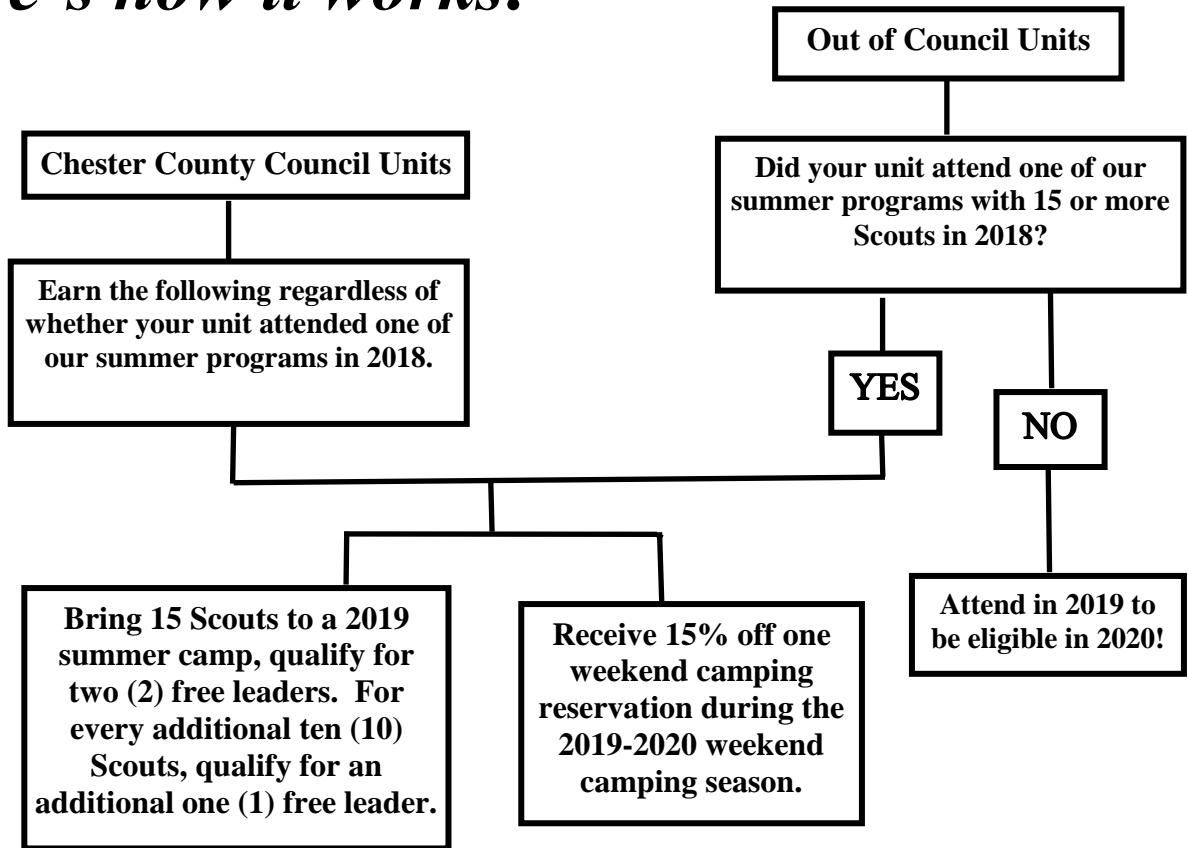 's how it works:
Out of Council Units
Chester County Council Units
Did your unit attend one of our
summer programs with 15 or more
Scouts in 2018?
Earn the following regardless of
whether your unit attended one of
our summer programs in 2018.
YES
NO
Bring 15 Scouts to a 2019
summer camp, qualify for
two (2) free leaders. For
every additional ten (10)
Scouts, qualify for an
additional one (1) free leader.
Receive 15% off one
weekend camping
reservation during the
2019-2020 weekend
camping season.
Attend in 2019 to
be eligible in 2020!